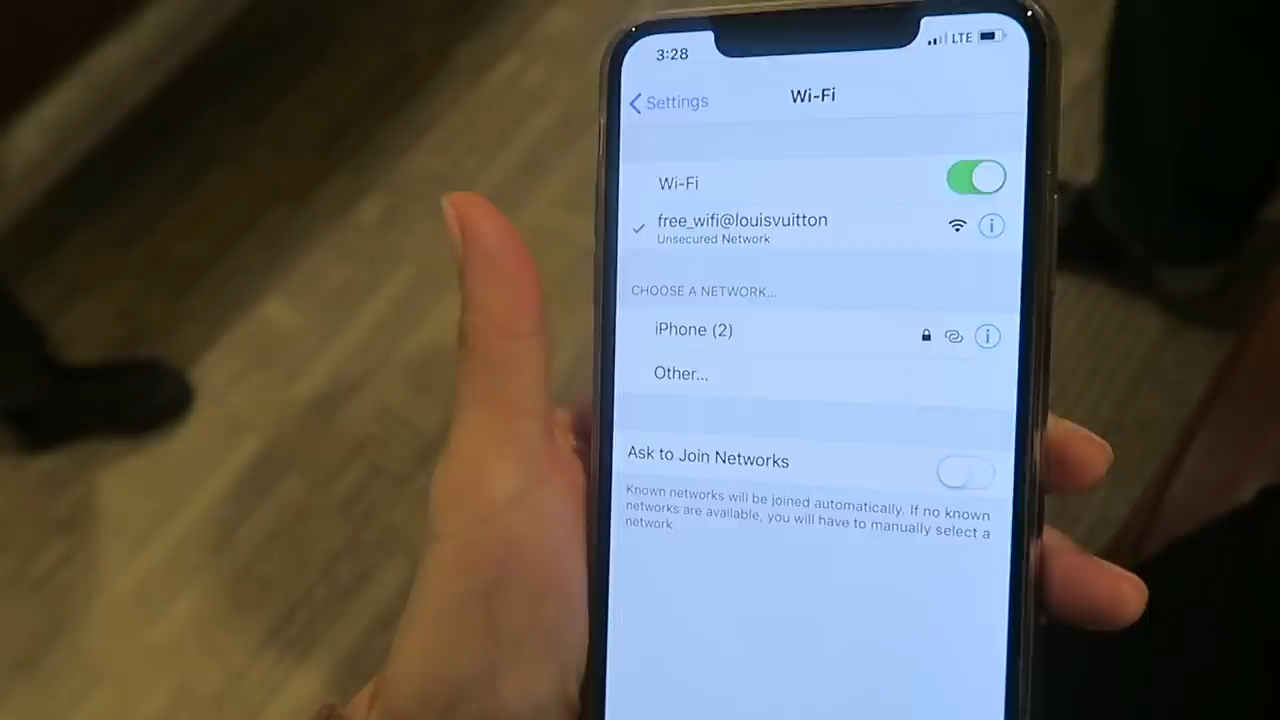 3:28
LTE
Settings
Wi-Fi
Wi-Fi
free_wifi@louisvuitton
Unsecured Network
CHOOSE A NETWORK...
iPhone (2)
Other...
Ask to Join Networks
Known networks will be joined automatically. If no known
networks are available, you will have to manually select a
network.